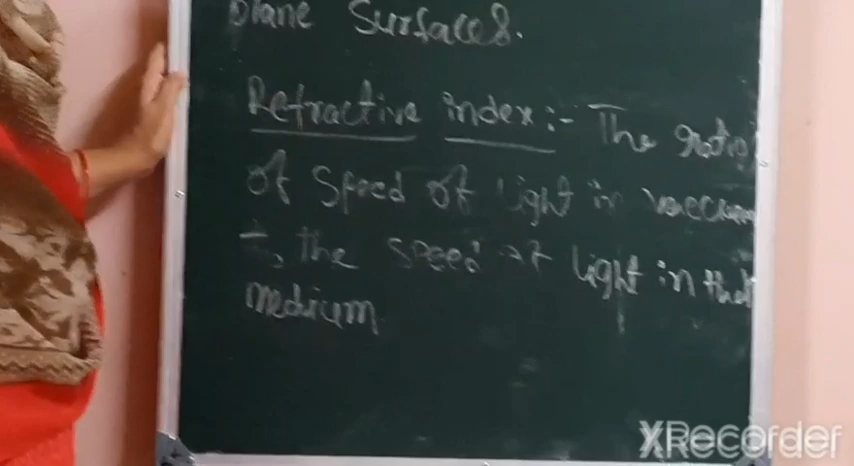 plane Surfaces.
Refractive index :- The ratio
of Speed of Light in vaccum
To the Speed of light in that
medium
XRecorder